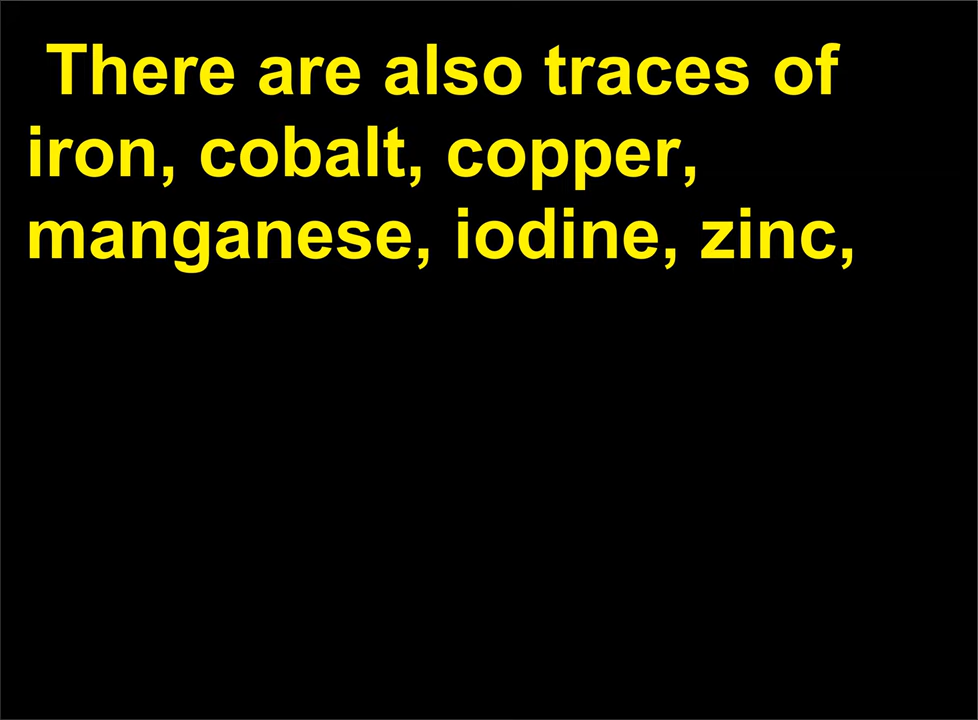 There are also traces of
iron, cobalt, copper,
manganese, iodine, zinc,